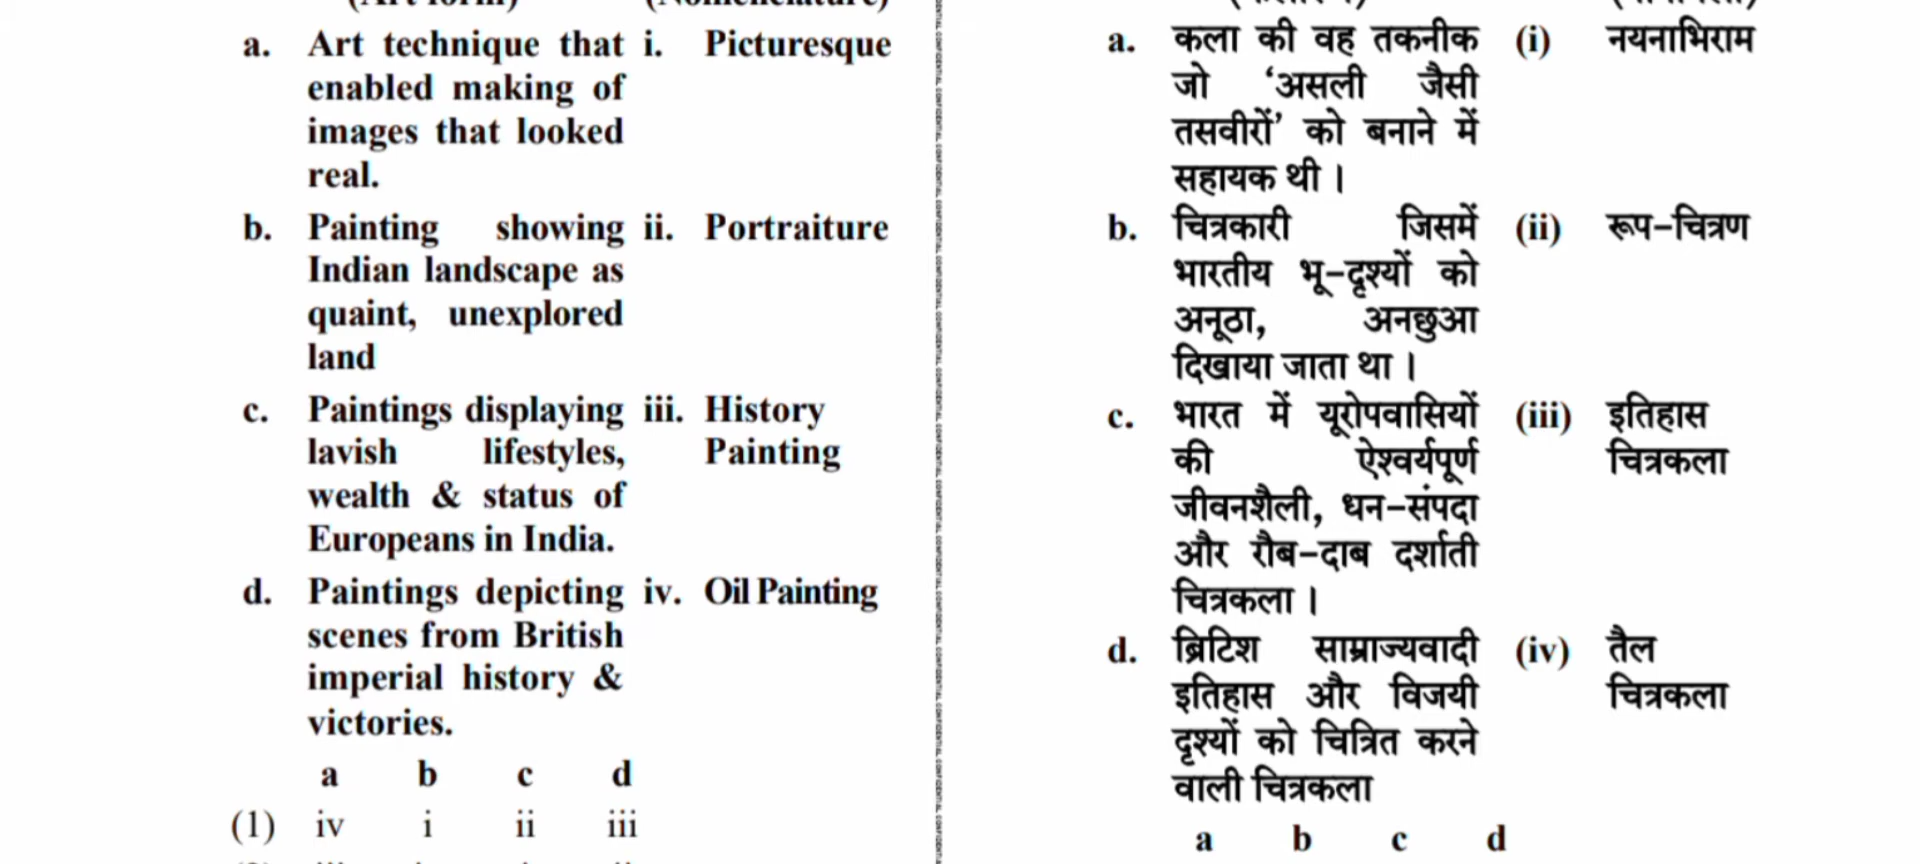 (Art form) (Nomenclature)
a. Art technique that i. Picturesque
enabled making of
images that looked
real.
b. Painting showing ii. Portraiture
Indian landscape as
quaint, unexplored
land
c. Paintings displaying iii. History
lavish lifestyles, Painting
wealth & status of
Europeans in India.
d. Paintings depicting iv. Oil Painting
scenes from British
imperial history &
victories.
a b c d
(1) iv i ii iii
a. कला की वह तकनीक (i) नयनाभिराम
जो ‘असली जैसी
तसवीरों’ को बनाने में
सहायक थी ।
b. चित्रकारी जिसमें (ii) रूप-चित्रण
भारतीय भू-दृश्यों को
अनूठा, अनछुआ
दिखाया जाता था ।
c. भारत में यूरोपवासियों (iii) इतिहास
की ऐश्वर्यपूर्ण चित्रकला
जीवनशैली, धन-संपदा
और रौब-दाब दर्शाती
चित्रकला ।
d. ब्रिटिश साम्राज्यवादी (iv) तैल
इतिहास और विजयी चित्रकला
दृश्यों को चित्रित करने
वाली चित्रकला
a b c d